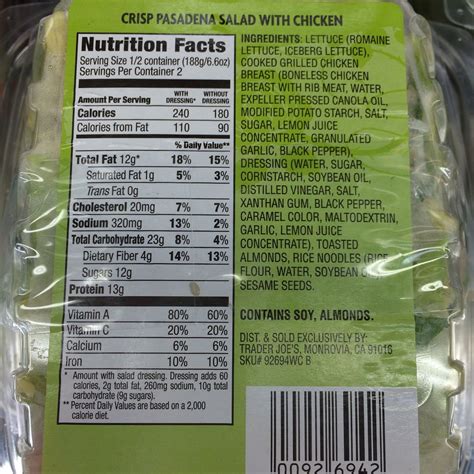 CRISP PASADENA SALAD WITH CHICKEN
Nutrition Facts
Serving Size 1/2 container (188g/6.6oz)
Servings Per Container 2
Amount Per Serving WITH DRESSING* WITHOUT DRESSING
Calories 240 180
Calories from Fat 110 90
% Daily Value**
Total Fat 12g* 18% 15%
Saturated Fat 1g 5% 3%
Trans Fat 0g
Cholesterol 20mg 7% 7%
Sodium 320mg 13% 2%
Total Carbohydrate 23g 8% 4%
Dietary Fiber 4g 14% 13%
Sugars 12g
Protein 13g
Vitamin A 80% 60%
Vitamin C 20% 20%
Calcium 6% 6%
Iron 10% 10%
* Amount with salad dressing. Dressing adds 60
calories, 2g total fat, 260mg sodium, 10g total
carbohydrate (9g sugars).
** Percent Daily Values are based on a 2,000
calorie diet.
INGREDIENTS: LETTUCE (ROMAINE
LETTUCE, ICEBERG LETTUCE),
COOKED GRILLED CHICKEN
BREAST (BONELESS CHICKEN
BREAST WITH RIB MEAT, WATER,
EXPELLER PRESSED CANOLA OIL,
MODIFIED POTATO STARCH, SALT,
SUGAR, LEMON JUICE
CONCENTRATE, GRANULATED
GARLIC, BLACK PEPPER),
DRESSING (WATER, SUGAR,
CORNSTARCH, SOYBEAN OIL,
DISTILLED VINEGAR, SALT,
XANTHAN GUM, BLACK PEPPER,
CARAMEL COLOR, MALTODEXTRIN,
GARLIC, LEMON JUICE
CONCENTRATE), TOASTED
ALMONDS, RICE NOODLES (RICE
FLOUR, WATER, SOYBEAN
SESAME SEEDS.
CONTAINS SOY, ALMONDS.
DIST. & SOLD EXCLUSIVELY BY:
TRADER JOE'S, MONROVIA, CA 91016
SKU# 92694WC B
0092 6942